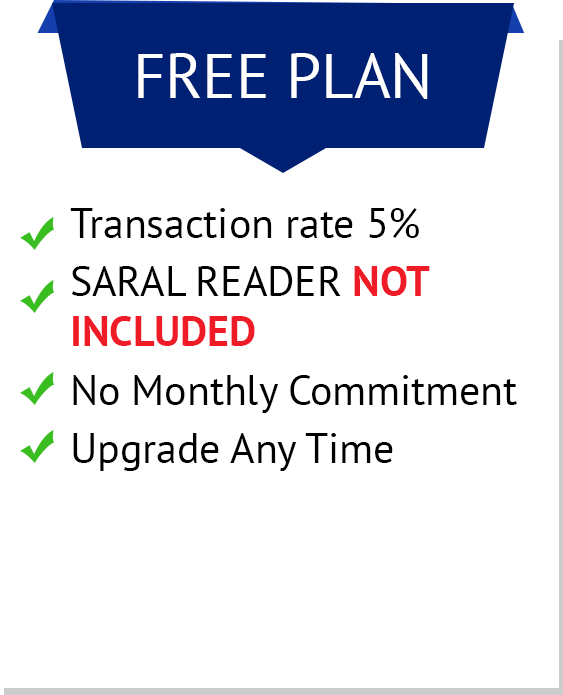 FREE PLAN
Transaction rate 5%
SARAL READER NOT
INCLUDED
No Monthly Commitment
Upgrade Any Time